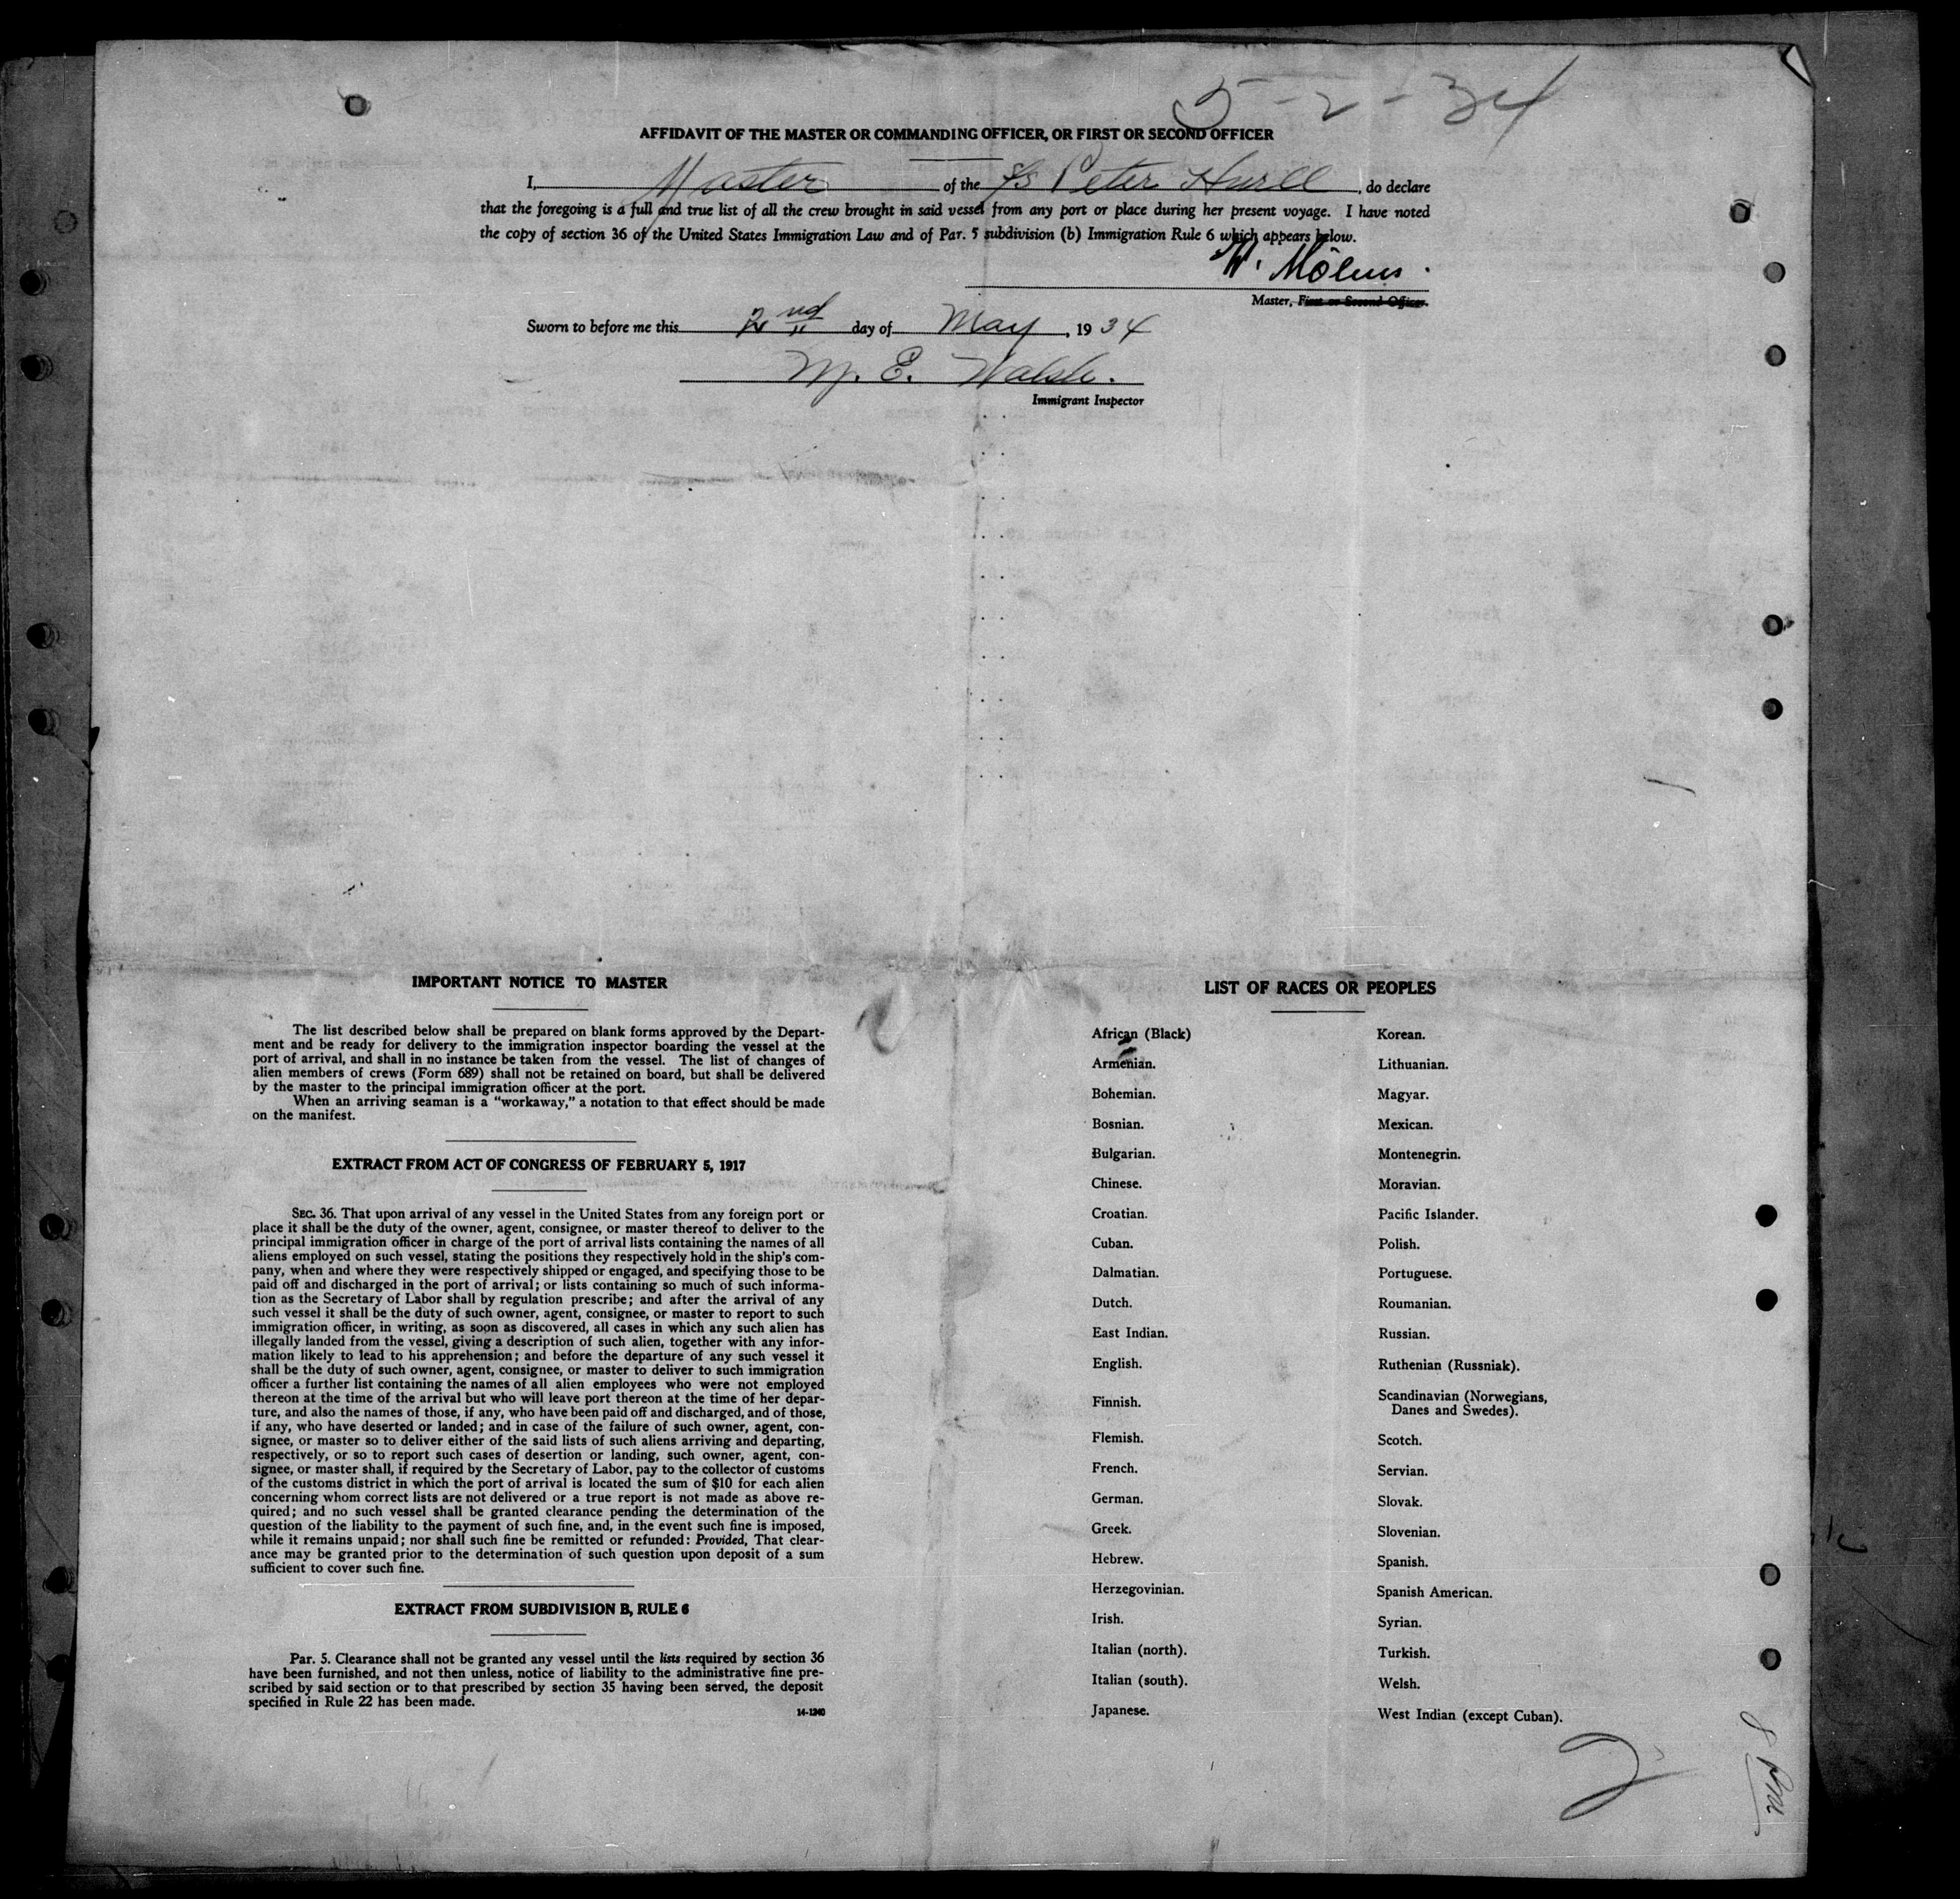 5-2-34
AFFIDAVIT OF THE MASTER OR COMMANDING OFFICER, OR FIRST OR SECOND OFFICER
I, Master of the S/S Peter Hurll, do declare
that the foregoing is a full and true list of all the crew brought in said vessel from any port or place during her present voyage. I have noted
the copy of section 36 of the United States Immigration Law and of Par. 5 subdivision (b) Immigration Rule 6 which appears below.
Master, First or Second Officer.
Sworn to before me this 2nd day of May, 1934
M. E. Walsh.
Immigrant Inspector
IMPORTANT NOTICE TO MASTER
The list described below shall be prepared on blank forms approved by the Depart-
ment and be ready for delivery to the immigration inspector boarding the vessel at the
port of arrival, and shall in no instance be taken from the vessel. The list of changes of
alien members of crews (Form 689) shall not be retained on board, but shall be delivered
by the master to the principal immigration officer at the port.
When an arriving seaman is a "workaway," a notation to that effect should be made
on the manifest.
EXTRACT FROM ACT OF CONGRESS OF FEBRUARY 5, 1917
SEC. 36. That upon arrival of any vessel in the United States from any foreign port or
place it shall be the duty of the owner, agent, consignee, or master thereof to deliver to the
principal immigration officer in charge of the port of arrival lists containing the names of all
aliens employed on such vessel, stating the positions they respectively hold in the ship's com-
pany, when and where they were respectively shipped or engaged, and specifying those to be
paid off and discharged in the port of arrival; or lists containing so much of such informa-
tion as the Secretary of Labor shall by regulation prescribe; and after the arrival of any
such vessel it shall be the duty of such owner, agent, consignee, or master to report to such
immigration officer, in writing, as soon as discovered, all cases in which any such alien has
illegally landed from the vessel, giving a description of such alien, together with any infor-
mation likely to lead to his apprehension; and before the departure of any such vessel it
shall be the duty of such owner, agent, consignee, or master to deliver to such immigration
officer a further list containing the names of all alien employees who were not employed
thereon at the time of the arrival but who will leave port thereon at the time of her depar-
ture, and also the names of those, if any, who have been paid off and discharged, and of those,
if any, who have deserted or landed; and in case of the failure of such owner, agent, con-
signee, or master so to deliver either of the said lists of such aliens arriving and departing,
respectively, or so to report such cases of desertion or landing, such owner, agent, con-
signee, or master shall, if required by the Secretary of Labor, pay to the collector of customs
of the customs district in which the port of arrival is located the sum of $10 for each alien
concerning whom correct lists are not delivered or a true report is not made as above re-
quired; and no such vessel shall be granted clearance pending the determination of the
question of the liability to the payment of such fine, and, in the event such fine is imposed,
while it remains unpaid; nor shall such fine be remitted or refunded: Provided, That clear-
ance may be granted prior to the determination of such question upon deposit of a sum
sufficient to cover such fine.
EXTRACT FROM SUBDIVISION B, RULE 6
Par. 5. Clearance shall not be granted any vessel until the lists required by section 36
have been furnished, and not then unless, notice of liability to the administrative fine pre-
scribed by said section or to that prescribed by section 35 having been served, the deposit
specified in Rule 22 has been made.
14-1240
LIST OF RACES OR PEOPLES
African (Black)
Armenian.
Bohemian.
Bosnian.
Bulgarian.
Chinese.
Croatian.
Cuban.
Dalmatian.
Dutch.
East Indian.
English.
Finnish.
Flemish.
French.
German.
Greek.
Hebrew.
Herzegovinian.
Irish.
Italian (north).
Italian (south).
Japanese.
Korean.
Lithuanian.
Magyar.
Mexican.
Montenegrin.
Moravian.
Pacific Islander.
Polish.
Portuguese.
Roumanian.
Russian.
Ruthenian (Russniak).
Scandinavian (Norwegians,
Danes and Swedes).
Scotch.
Servian.
Slovak.
Slovenian.
Spanish.
Spanish American.
Syrian.
Turkish.
Welsh.
West Indian (except Cuban).